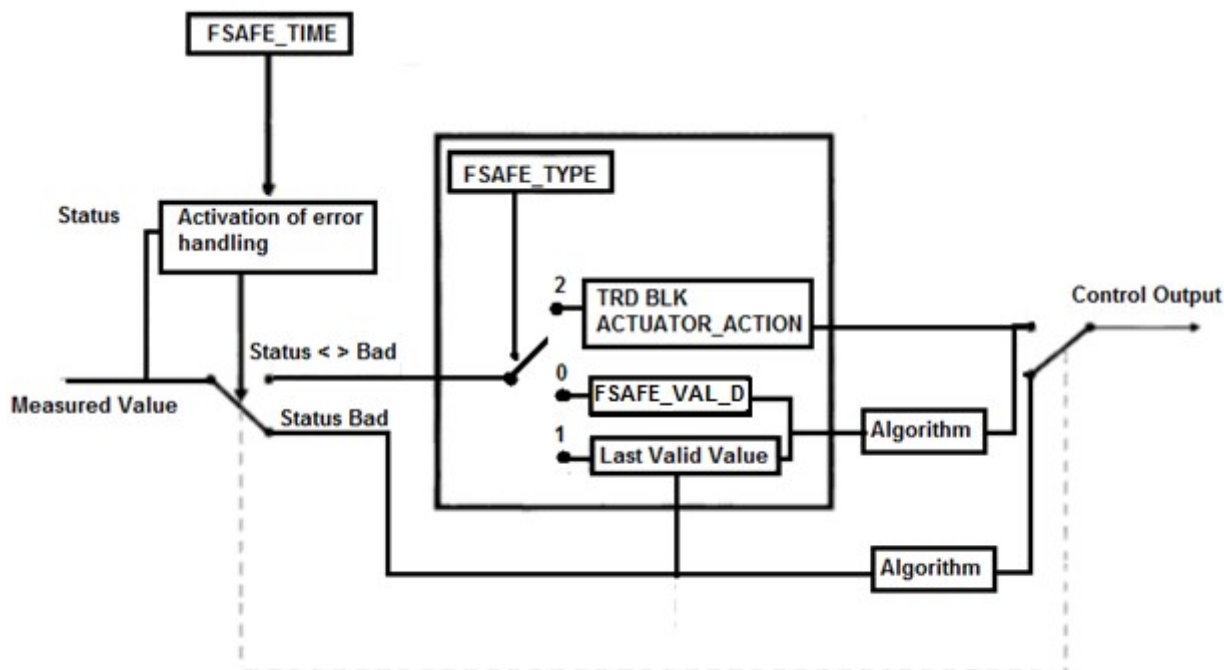 FSAFE_TIME
FSAFE_TYPE
Status
Activation of error
handling
2
TRD BLK
ACTUATOR_ACTION
Control Output
Status < > Bad
0
FSAFE_VAL_D
Measured Value
Status Bad
Algorithm
1
Last Valid Value
Algorithm